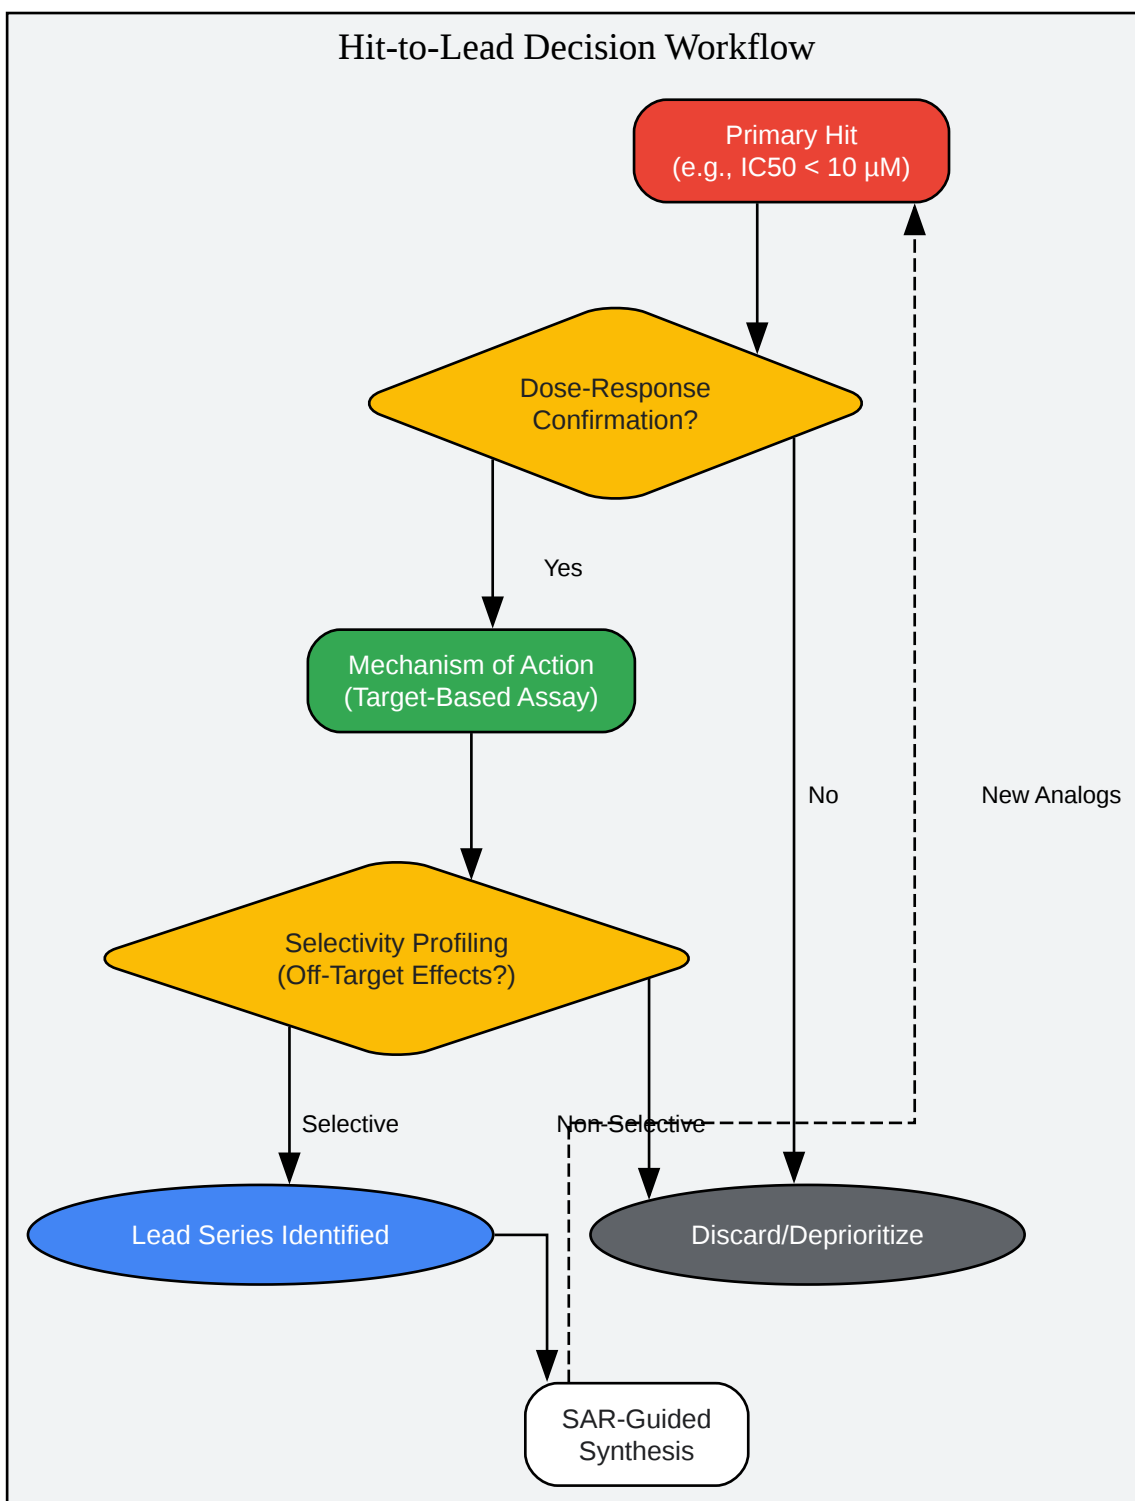 Hit-to-Lead Decision Workflow
Primary Hit
(e.g., IC50 < 10 µM)
Dose-Response
Confirmation?
Yes
Mechanism of Action
(Target-Based Assay)
No
New Analogs
Selectivity Profiling
(Off-Target Effects?)
Selective
Non-Selective
Lead Series Identified
Discard/Deprioritize
SAR-Guided
Synthesis